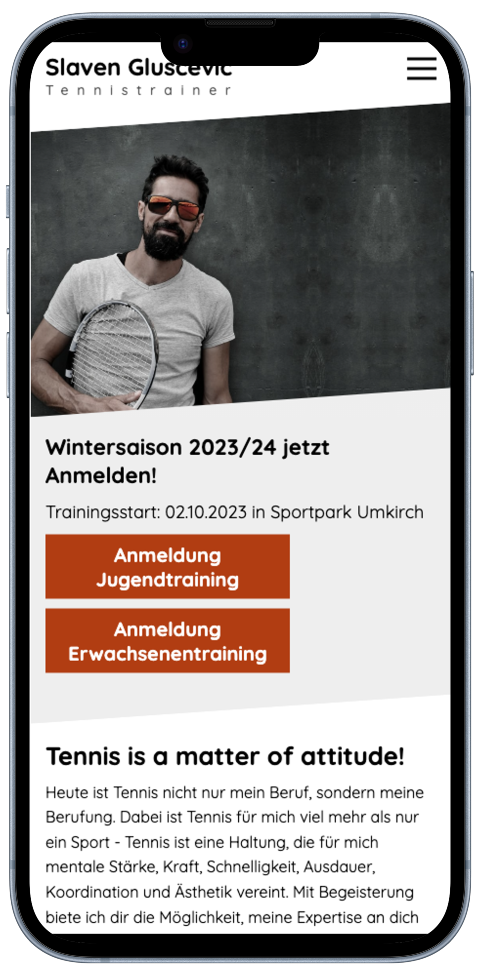 Slaven Gluscevic
Tennistrainer
Wintersaison 2023/24 jetzt
Anmelden!
Trainingsstart: 02.10.2023 in Sportpark Umkirch
Anmeldung
Jugendtraining
Anmeldung
Erwachsenentraining
Tennis is a matter of attitude!
Heute ist Tennis nicht nur mein Beruf, sondern meine
Berufung. Dabei ist Tennis für mich viel mehr als nur
ein Sport - Tennis ist eine Haltung, die für mich
mentale Stärke, Kraft, Schnelligkeit, Ausdauer,
Koordination und Ästhetik vereint. Mit Begeisterung
biete ich dir die Möglichkeit, meine Expertise an dich